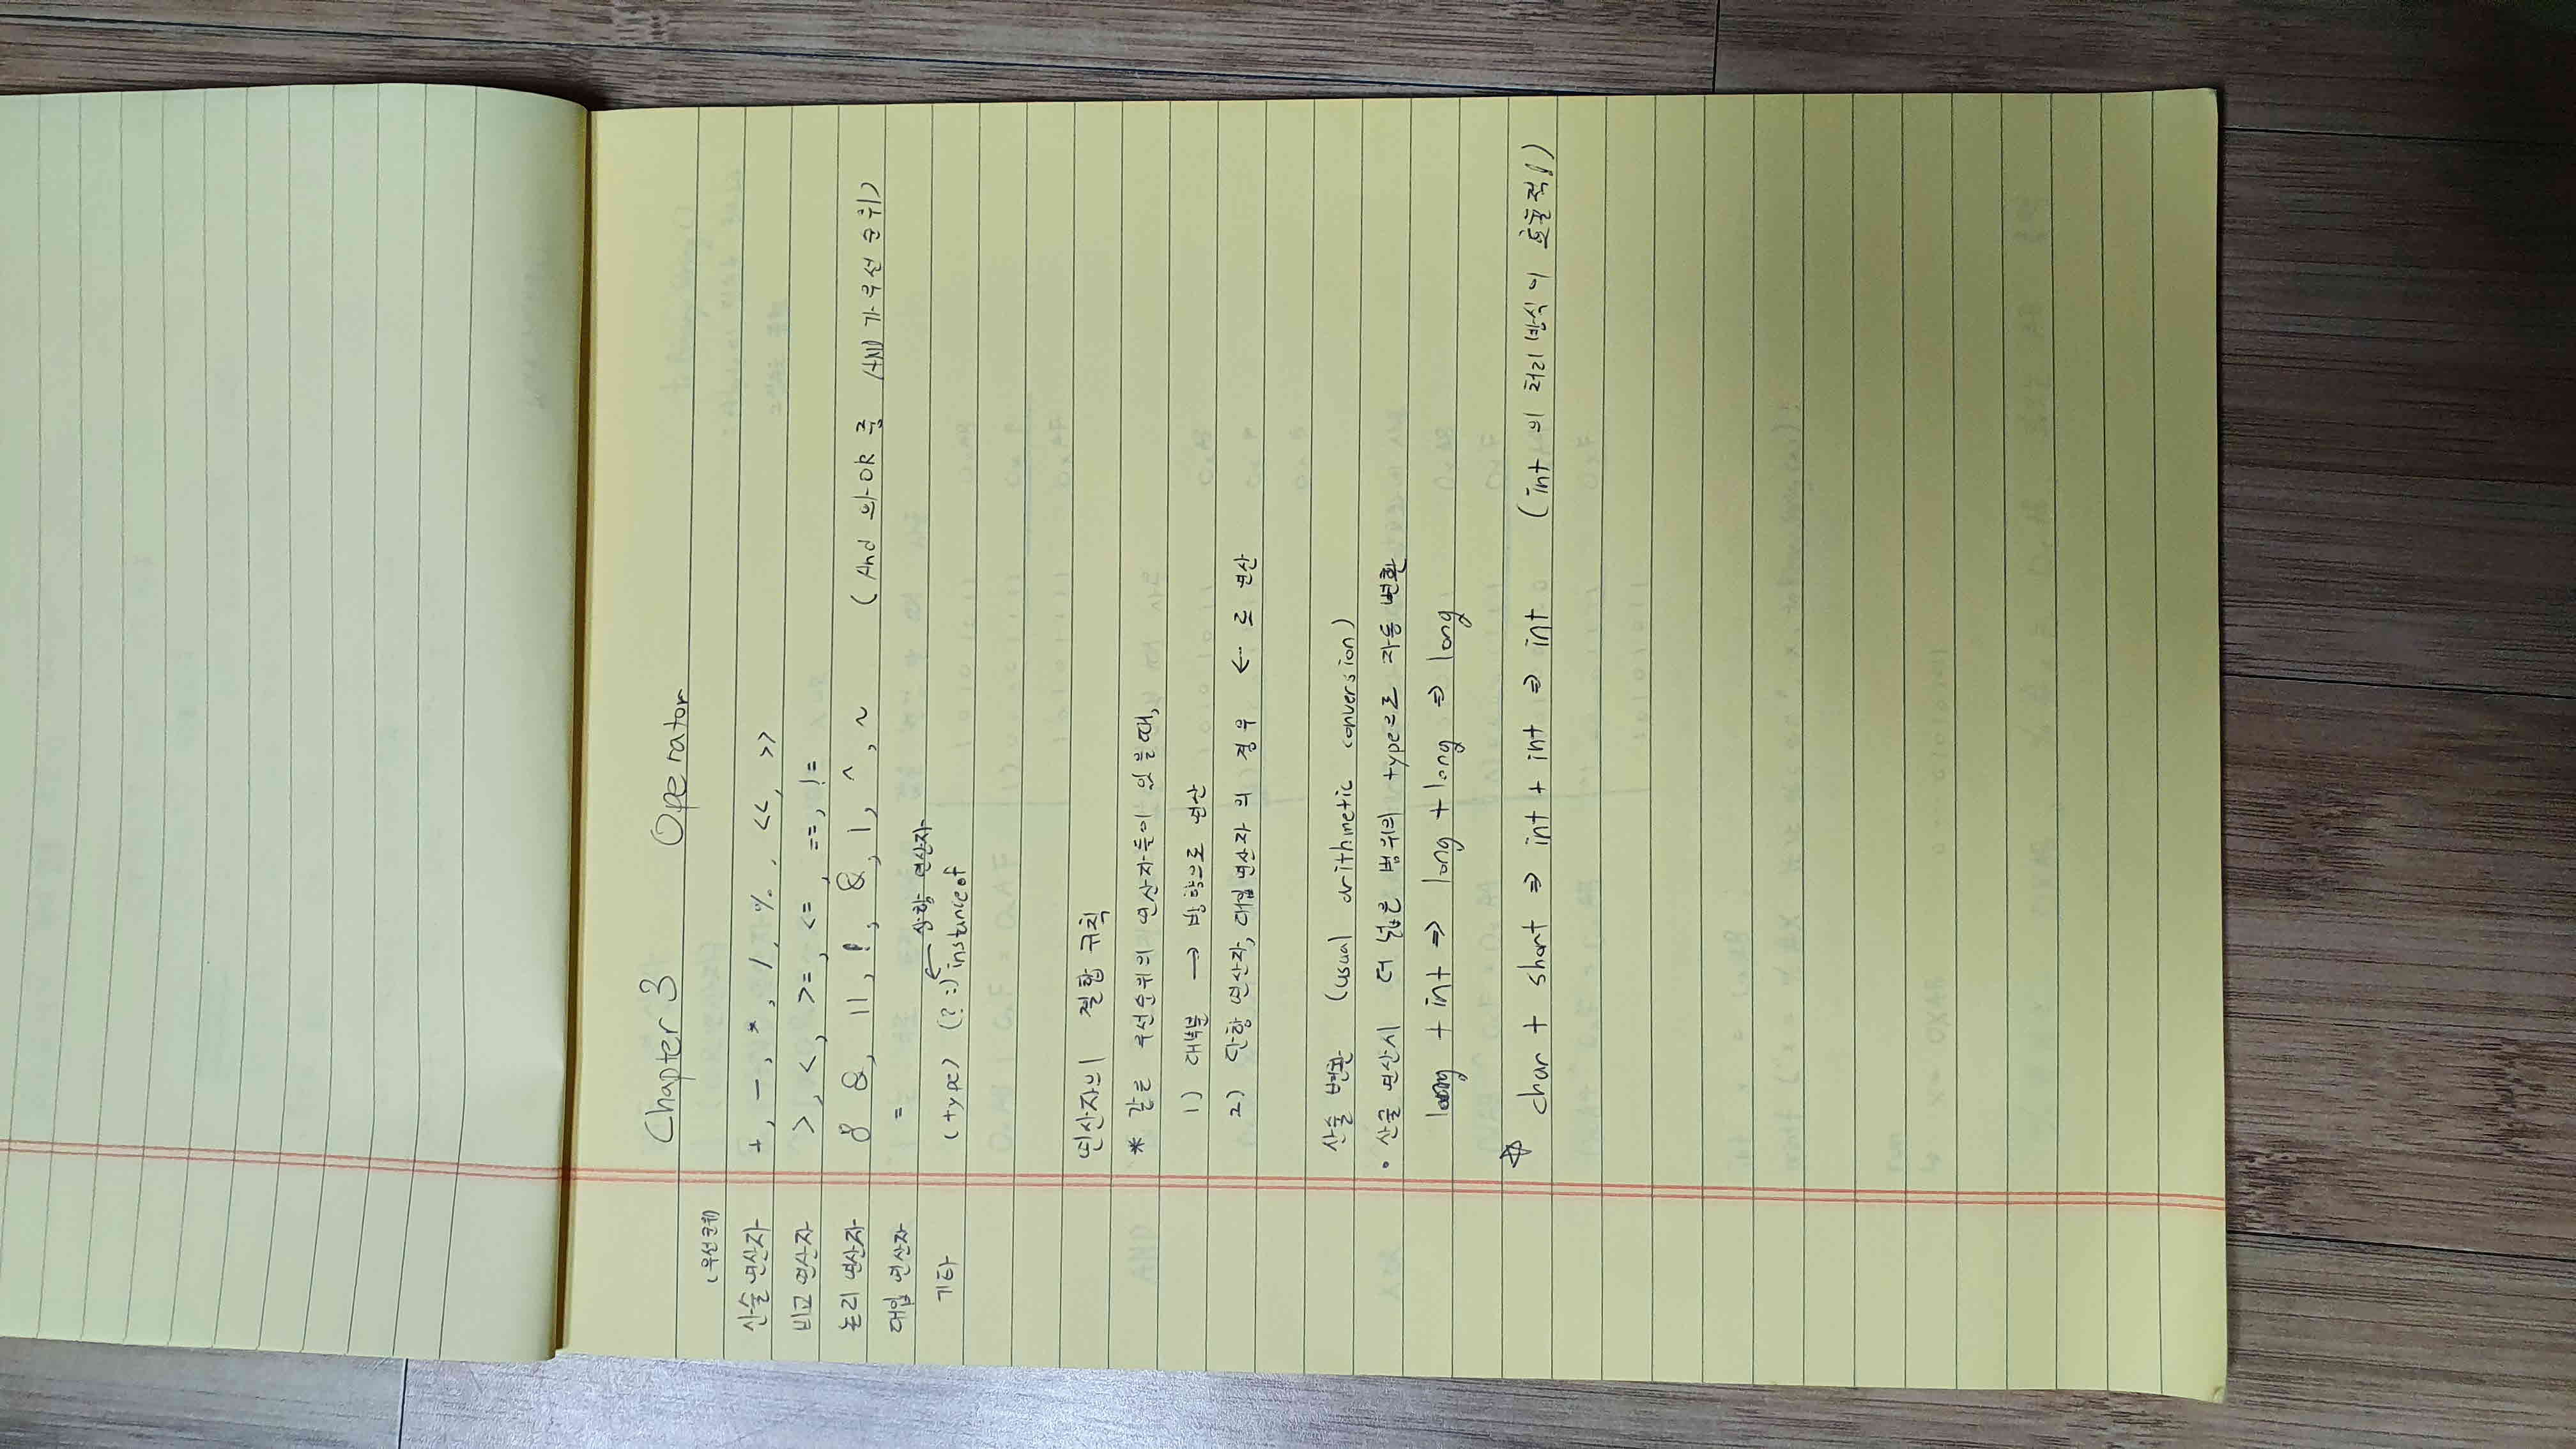 Chapter 3 Operator
(우선순위)
산술 연산자 +, -, *, /, %, <<, >>
비교 연산자 >, <, >=, <=, ==, !=
논리 연산자 &&, ||, !, &, |, ^, ~ (And 와 OR 중 AND가 우선 순위)
대입 연산자 =
삼항 연산자
기타 (type) (? :) instanceof
연산자의 결합 규칙
* 같은 우선순위의 연산자들이 있을때,
1) 대부분 → 방향으로 연산
2) 단항 연산자, 대입 연산자 의 경우 ← 로 연산
산술 변환 (usual arithmetic conversion)
• 산술 연산시 더 넓은 범위의 type으로 자동 변환
long + int ⇒ long + long ⇒ long
☆ char + short ⇒ int + int ⇒ int (int 의 처리 방식이 효율적!)